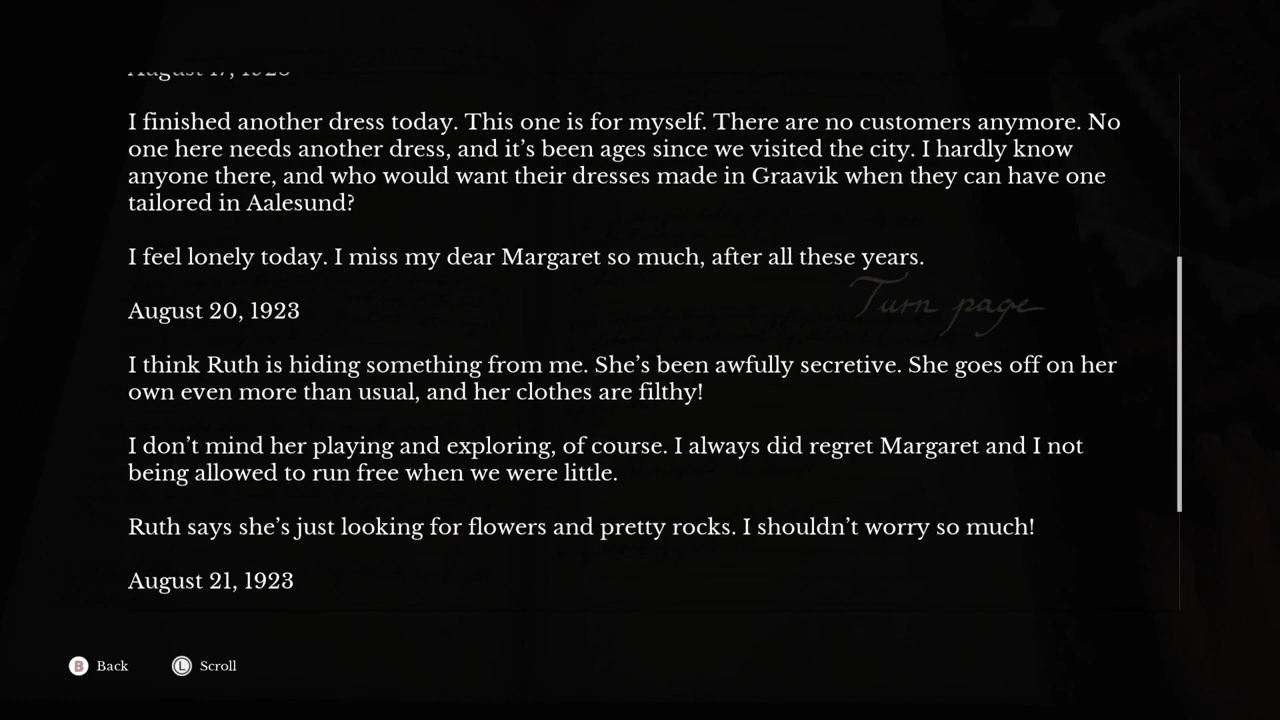 August 17, 1923
I finished another dress today. This one is for myself. There are no customers anymore. No
one here needs another dress, and it’s been ages since we visited the city. I hardly know
anyone there, and who would want their dresses made in Graavik when they can have one
tailored in Aalesund?
I feel lonely today. I miss my dear Margaret so much, after all these years.
August 20, 1923
Turn page
I think Ruth is hiding something from me. She’s been awfully secretive. She goes off on her
own even more than usual, and her clothes are filthy!
I don’t mind her playing and exploring, of course. I always did regret Margaret and I not
being allowed to run free when we were little.
Ruth says she’s just looking for flowers and pretty rocks. I shouldn’t worry so much!
August 21, 1923
B Back
L Scroll